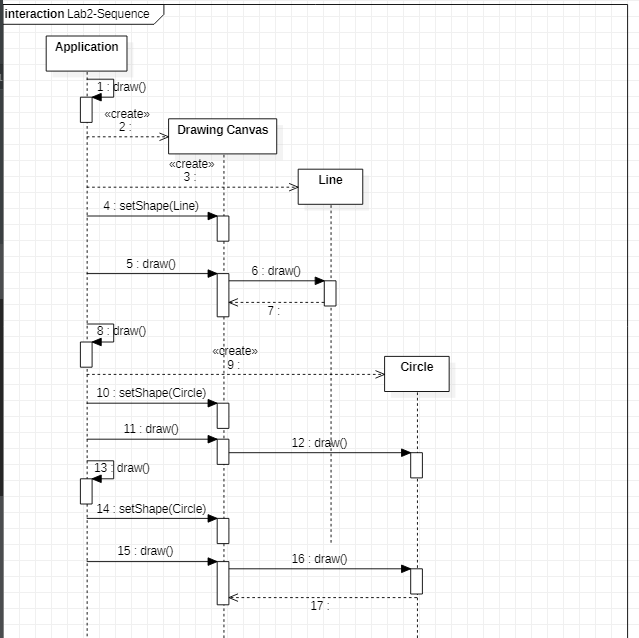 interaction Lab2-Sequence
Application
1 : draw()
«create»
2 :
Drawing Canvas
«create»
3 :
Line
4 : setShape(Line)
5 : draw()
6 : draw()
7 :
8 : draw()
«create»
9 :
Circle
10 : setShape(Circle)
11 : draw()
12 : draw()
13 : draw()
14 : setShape(Circle)
15 : draw()
16 : draw()
17 :